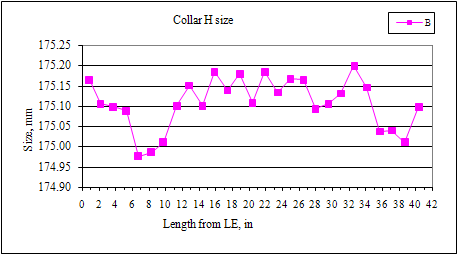 Collar H size
B
175.25
175.20
175.15
175.10
175.05
175.00
174.95
174.90
Size, mm
0 2 4 6 8 10 12 14 16 18 20 22 24 26 28 30 32 34 36 38 40 42
Length from LE, in